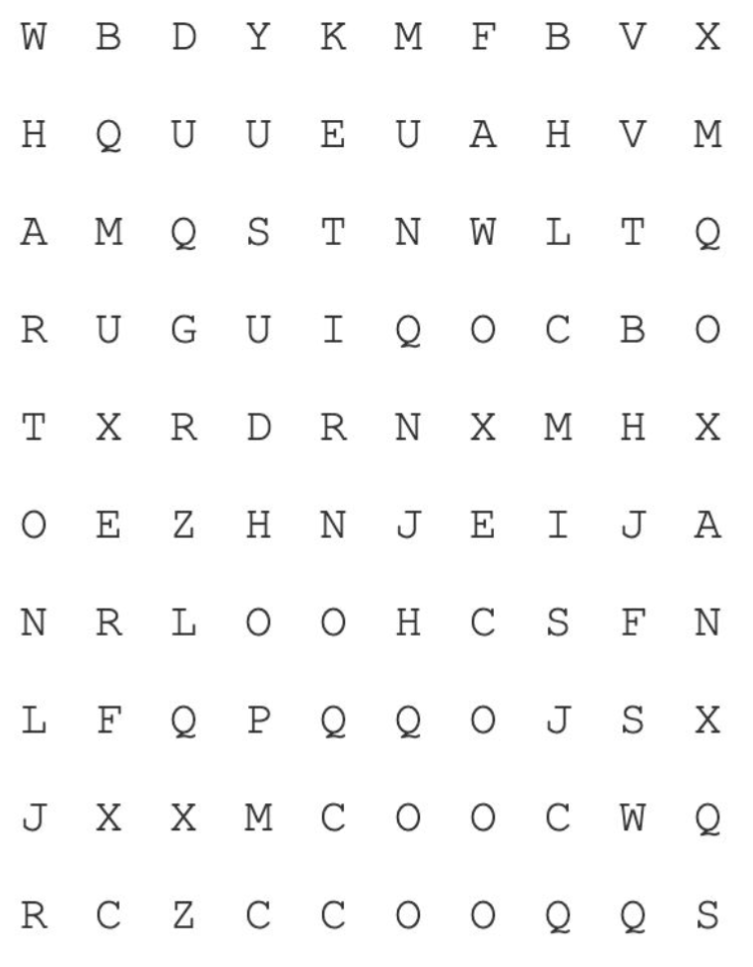 W B D Y K M F B V X
H Q U U E U A H V M
A M Q S T N W L T Q
R U G U I Q O C B O
T X R D R N X M H X
O E Z H N J E I J A
N R L O O H C S F N
L F Q P Q Q O J S X
J X X M C O O C W Q
R C Z C C O O Q Q S